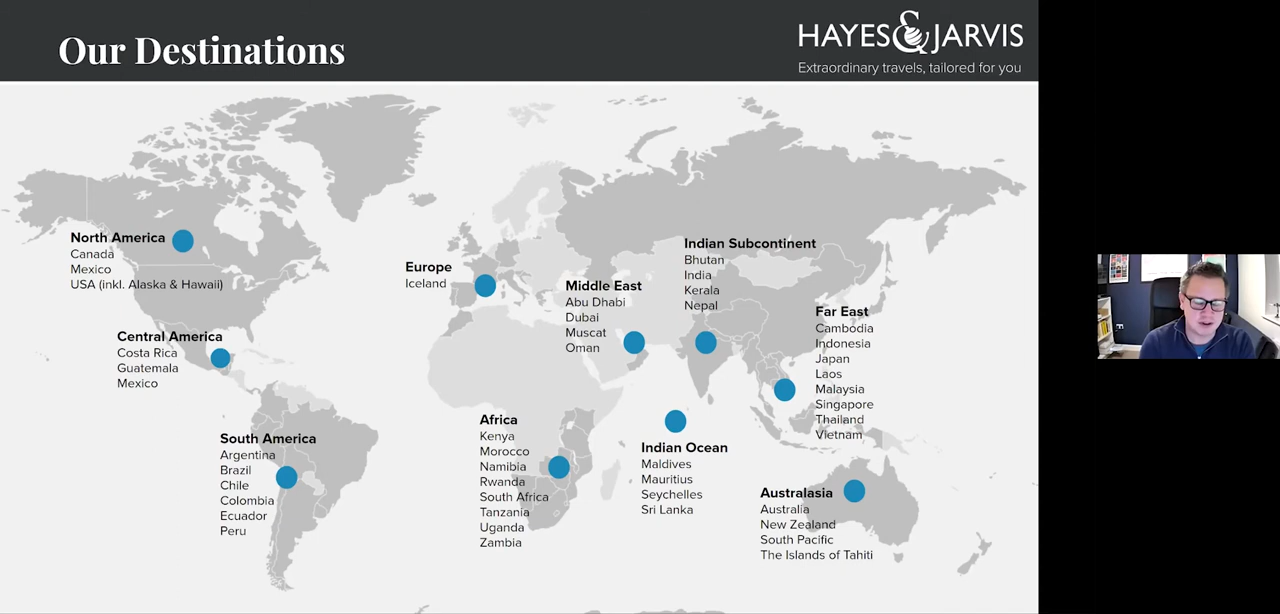 Our Destinations
HAYES&JARVIS
Extraordinary travels, tailored for you
North America
Canada
Mexico
USA (inkl. Alaska & Hawaii)
Central America
Costa Rica
Guatemala
Mexico
South America
Argentina
Brazil
Chile
Colombia
Ecuador
Peru
Europe
Iceland
Africa
Kenya
Morocco
Namibia
Rwanda
South Africa
Tanzania
Uganda
Zambia
Middle East
Abu Dhabi
Dubai
Muscat
Oman
Indian Subcontinent
Bhutan
India
Kerala
Nepal
Indian Ocean
Maldives
Mauritius
Seychelles
Sri Lanka
Far East
Cambodia
Indonesia
Japan
Laos
Malaysia
Singapore
Thailand
Vietnam
Australasia
Australia
New Zealand
South Pacific
The Islands of Tahiti